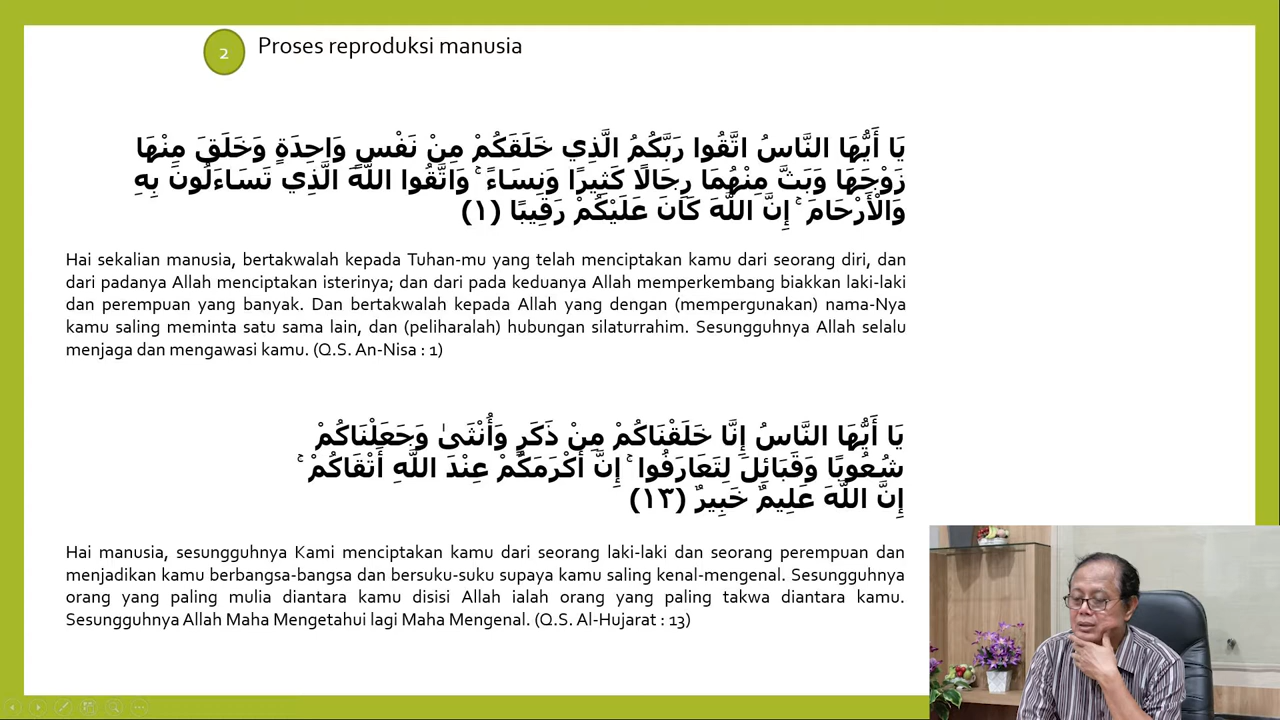 2
Proses reproduksi manusia
يَا أَيُّهَا النَّاسُ اتَّقُوا رَبَّكُمُ الَّذِي خَلَقَكُمْ مِنْ نَفْسٍ وَاحِدَةٍ وَخَلَقَ مِنْهَا
زَوْجَهَا وَبَثَّ مِنْهُمَا رِجَالًا كَثِيرًا وَنِسَاءً ۚ وَاتَّقُوا اللَّهَ الَّذِي تَسَاءَلُونَ بِهِ
وَالْأَرْحَامَ ۚ إِنَّ اللَّهَ كَانَ عَلَيْكُمْ رَقِيبًا (١)
Hai sekalian manusia, bertakwalah kepada Tuhan-mu yang telah menciptakan kamu dari seorang diri, dan
dari padanya Allah menciptakan isterinya; dan dari pada keduanya Allah memperkembang biakkan laki-laki
dan perempuan yang banyak. Dan bertakwalah kepada Allah yang dengan (mempergunakan) nama-Nya
kamu saling meminta satu sama lain, dan (peliharalah) hubungan silaturrahim. Sesungguhnya Allah selalu
menjaga dan mengawasi kamu. (Q.S. An-Nisa : 1)
يَا أَيُّهَا النَّاسُ إِنَّا خَلَقْنَاكُمْ مِنْ ذَكَرٍ وَأُنْثَىٰ وَجَعَلْنَاكُمْ
شُعُوبًا وَقَبَائِلَ لِتَعَارَفُوا ۚ إِنَّ أَكْرَمَكُمْ عِنْدَ اللَّهِ أَتْقَاكُمْ ۚ
إِنَّ اللَّهَ عَلِيمٌ خَبِيرٌ (١٣)
Hai manusia, sesungguhnya Kami menciptakan kamu dari seorang laki-laki dan seorang perempuan dan
menjadikan kamu berbangsa-bangsa dan bersuku-suku supaya kamu saling kenal-mengenal. Sesungguhnya
orang yang paling mulia diantara kamu disisi Allah ialah orang yang paling takwa diantara kamu.
Sesungguhnya Allah Maha Mengetahui lagi Maha Mengenal. (Q.S. Al-Hujarat : 13)